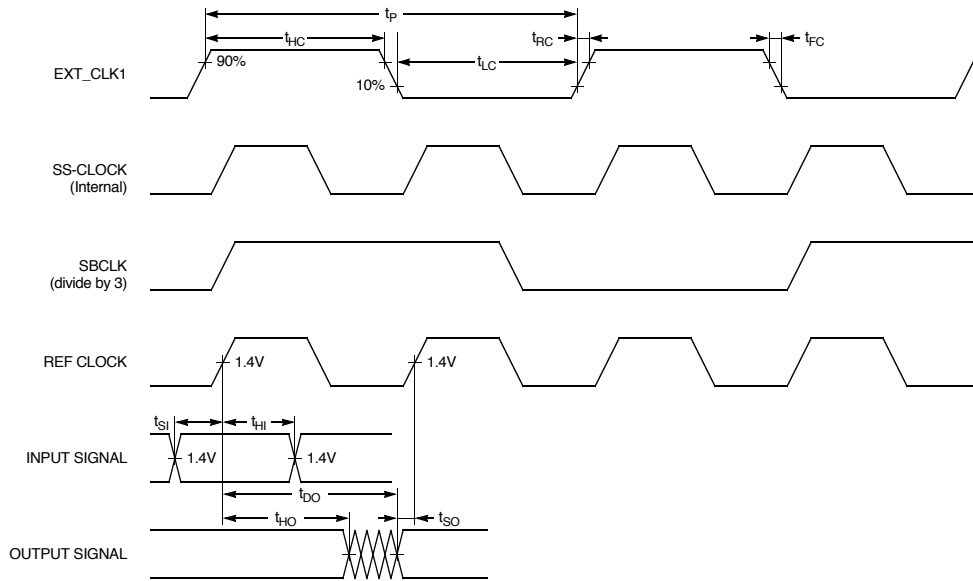 tP
tHC
tRC
tFC
EXT_CLK1
90%
tLC
10%
SS-CLOCK
(Internal)
SBCLK
(divide by 3)
REF CLOCK
1.4V
1.4V
tSI
tHI
INPUT SIGNAL
1.4V
1.4V
tDO
tHO
tSO
OUTPUT SIGNAL